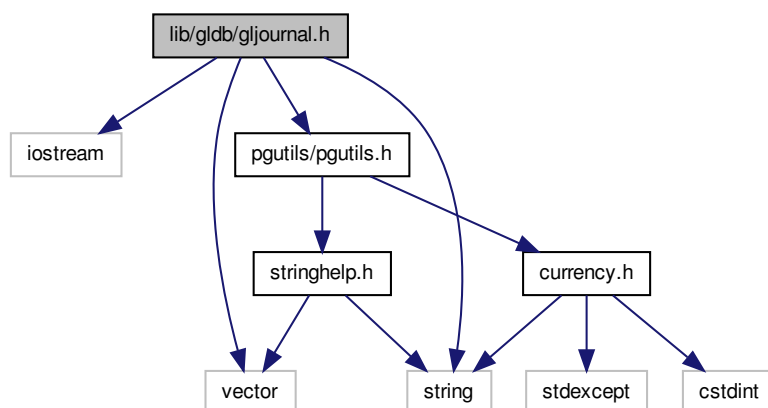 lib/gldb/gljournal.h
iostream
pgutils/pgutils.h
stringhelp.h
currency.h
vector
string
stdexcept
cstdint